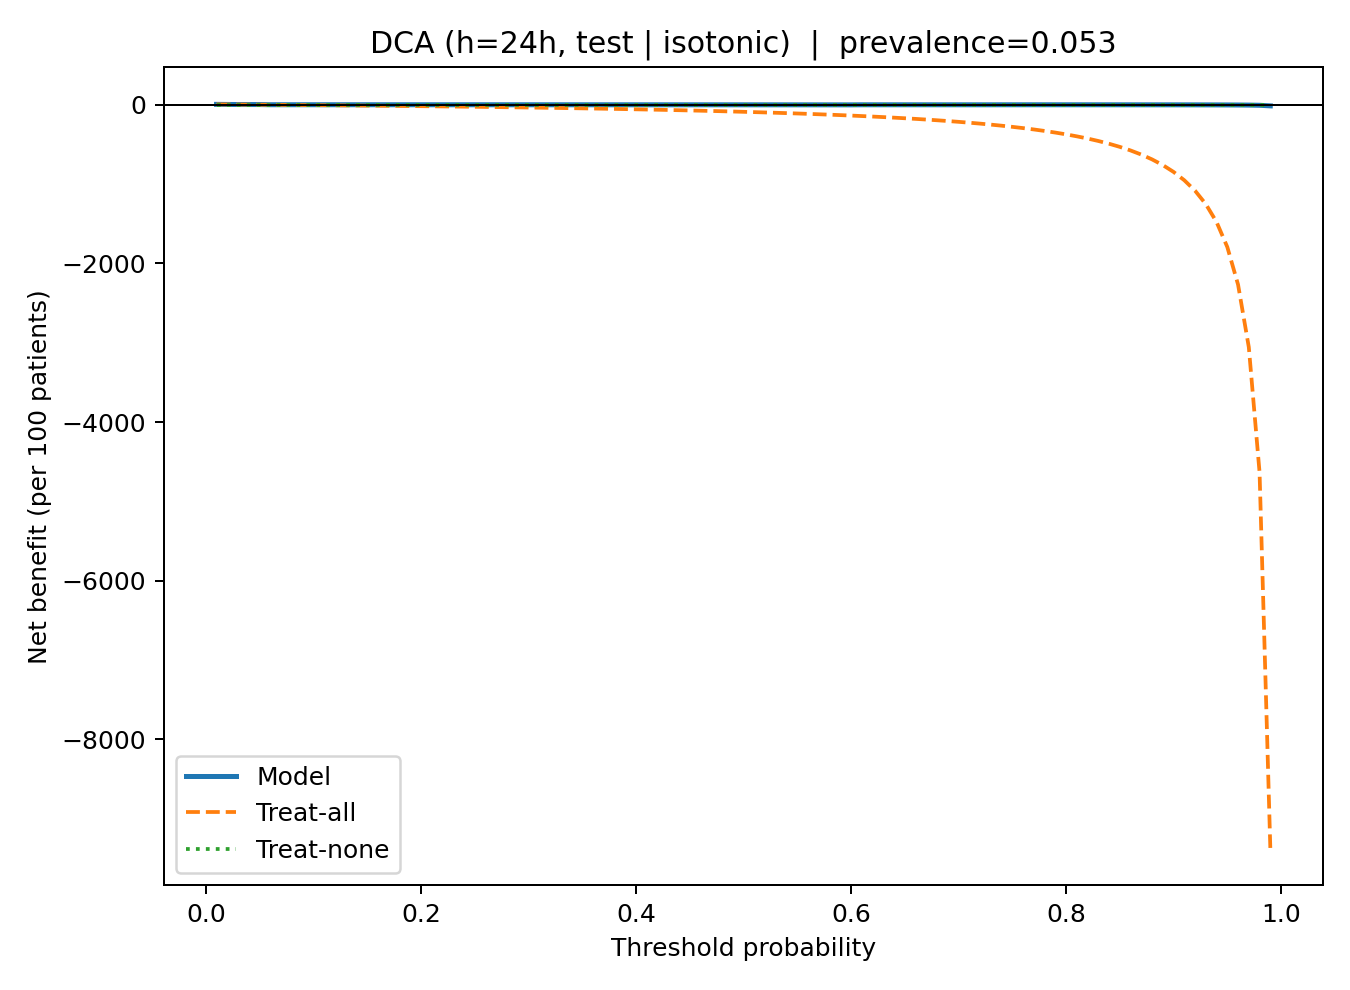 DCA (h=24h, test | isotonic)  |  prevalence=0.053
Net benefit (per 100 patients)
0
−2000
−4000
−6000
−8000
Model
Treat-all
Treat-none
0.0 0.2 0.4 0.6 0.8 1.0
Threshold probability